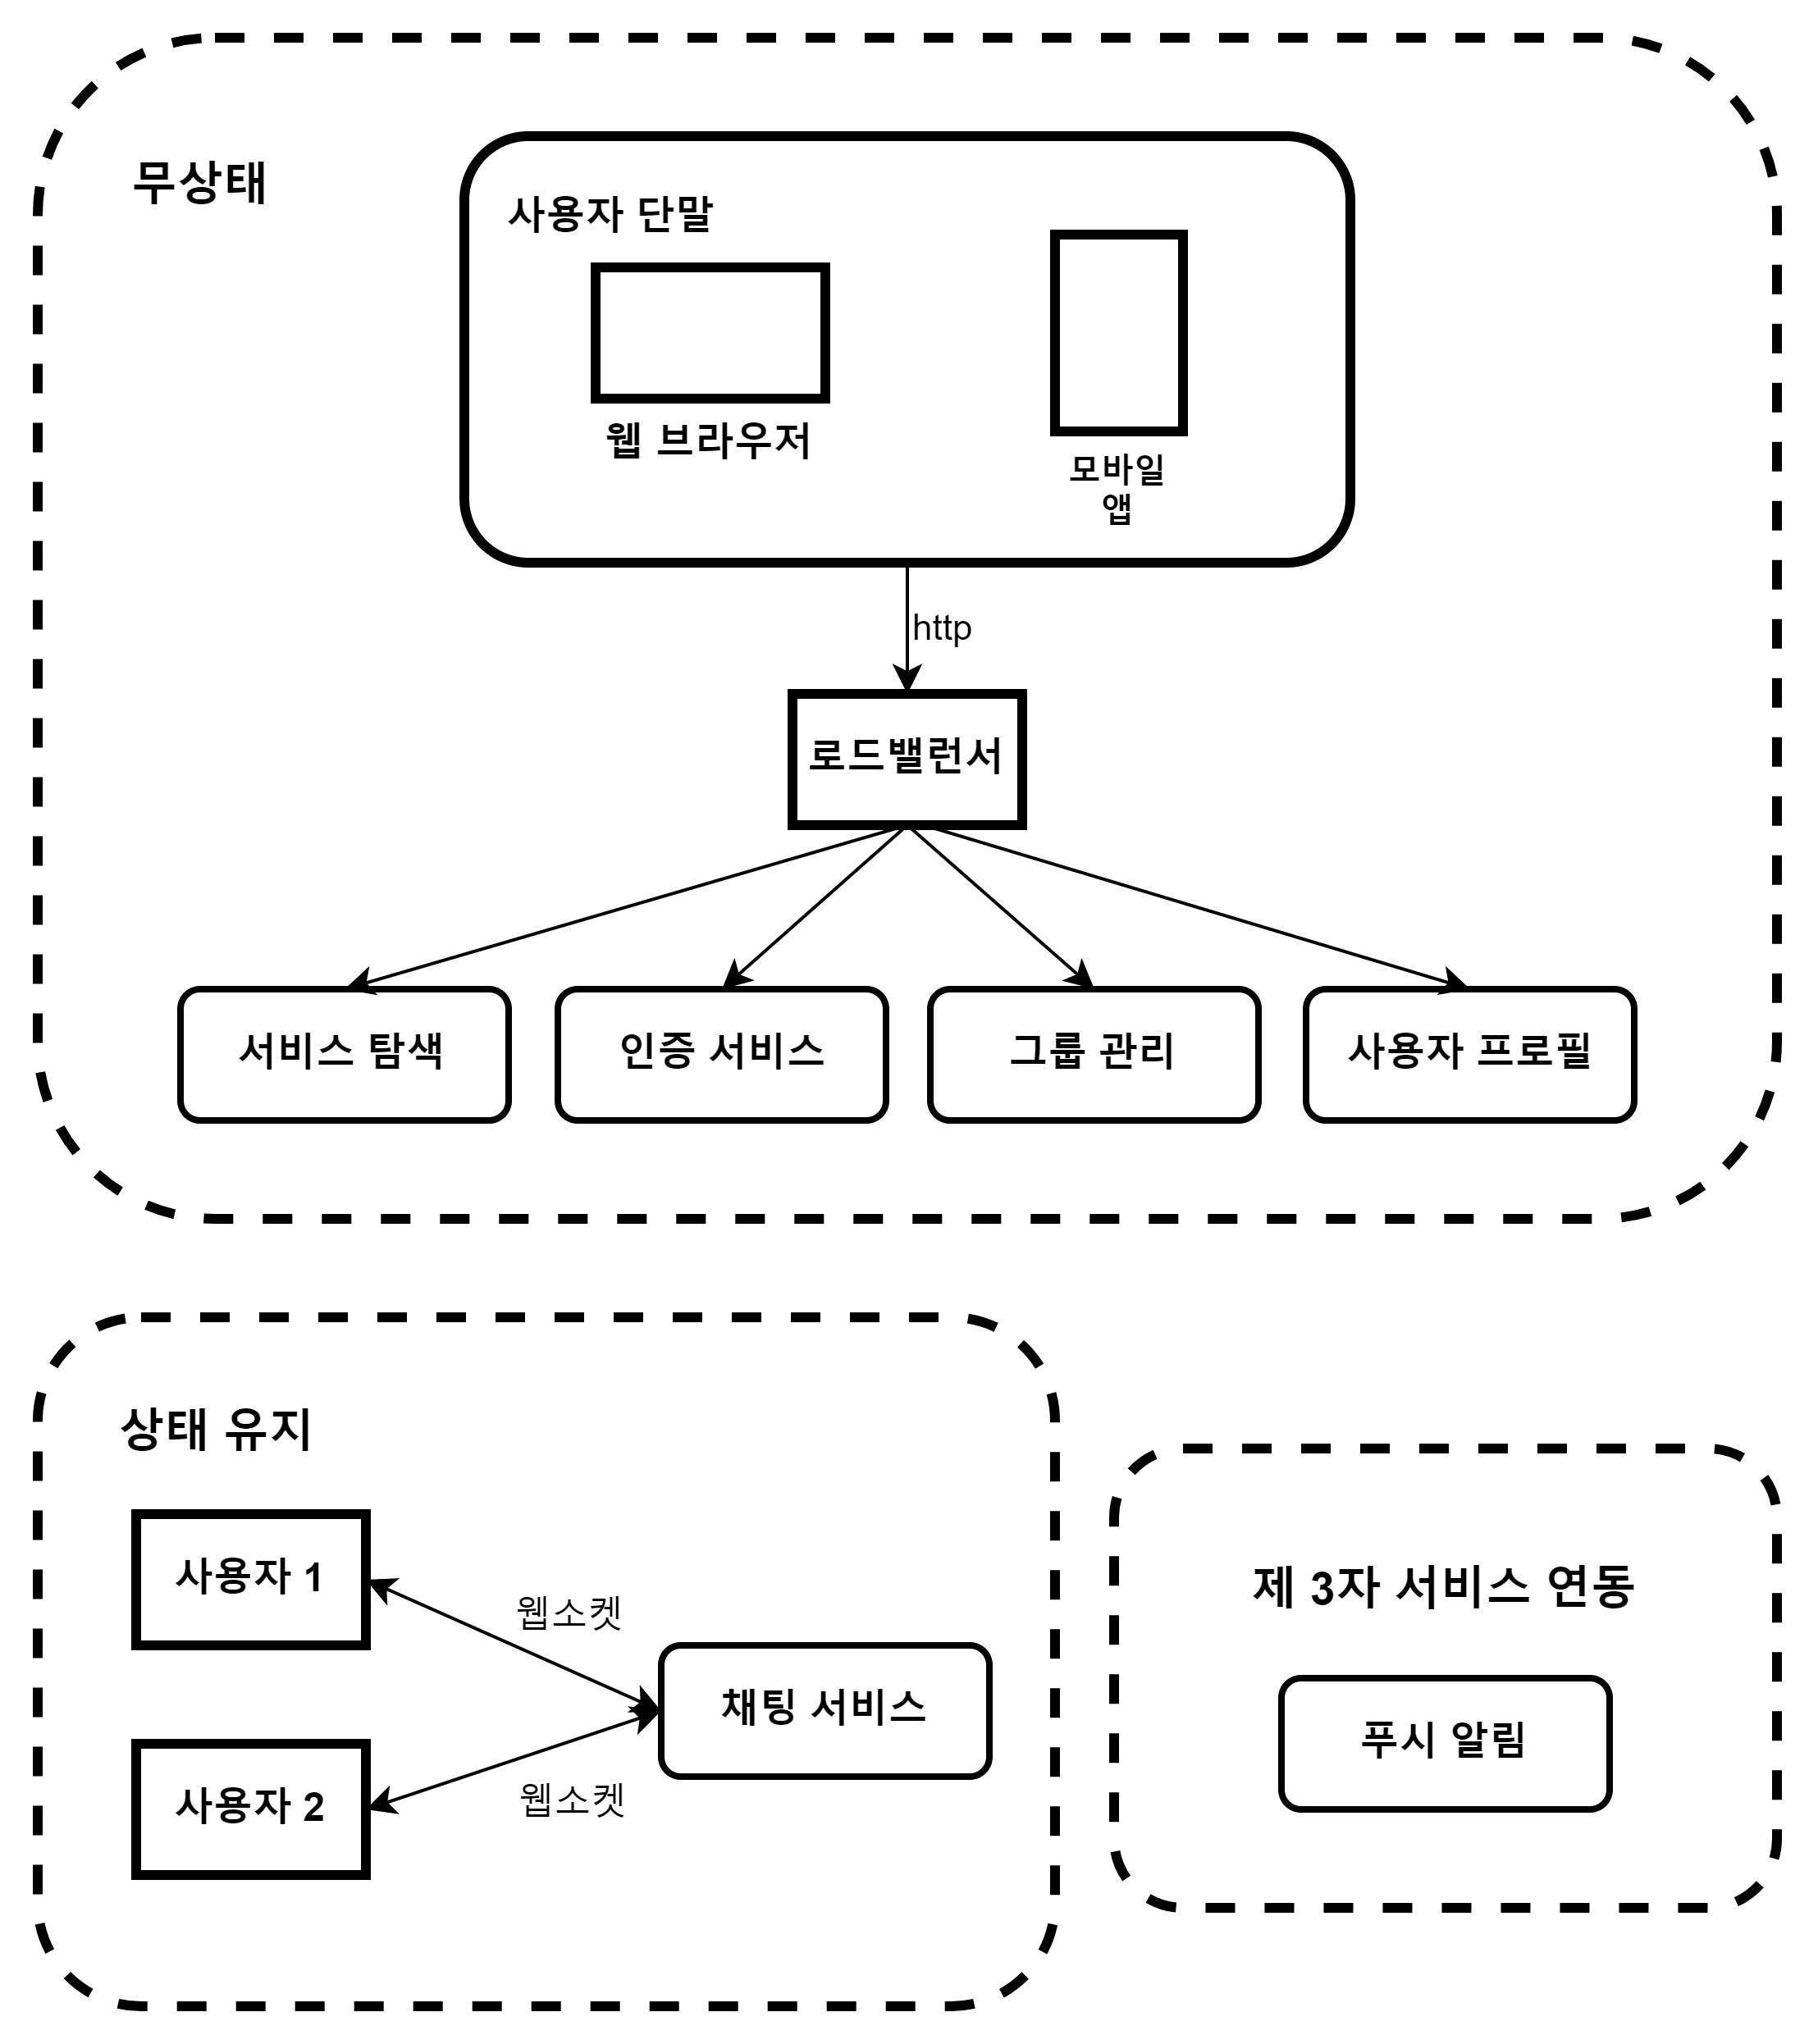 무상태
사용자 단말
웹 브라우저
모바일
앱
http
로드밸런서
서비스 탐색
인증 서비스
그룹 관리
사용자 프로필
상태 유지
사용자 1
웹소켓
채팅 서비스
사용자 2
웹소켓
제 3자 서비스 연동
푸시 알림